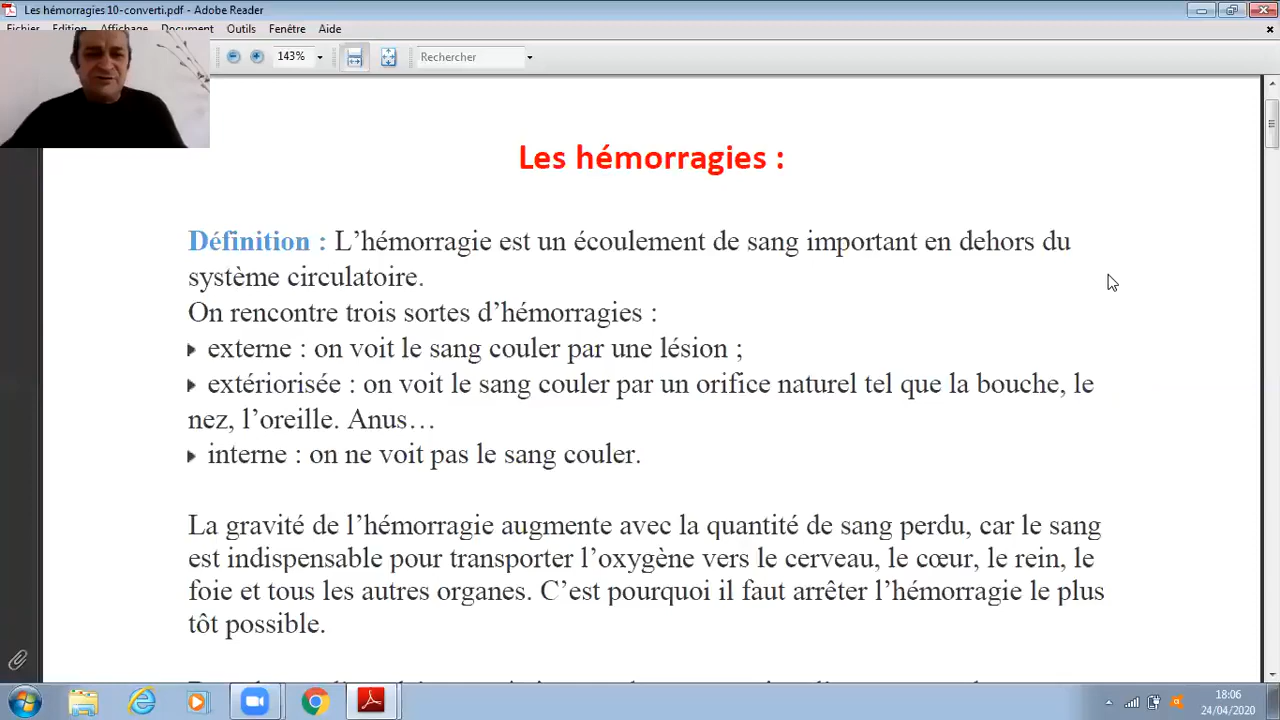 Les hémorragies 10-converti.pdf - Adobe Reader
Fichier Edition Affichage Document Outils Fenêtre Aide
143%
Rechercher
Les hémorragies :
Définition : L’hémorragie est un écoulement de sang important en dehors du
système circulatoire.
On rencontre trois sortes d’hémorragies :
externe : on voit le sang couler par une lésion ;
extériorisée : on voit le sang couler par un orifice naturel tel que la bouche, le
nez, l’oreille. Anus…
interne : on ne voit pas le sang couler.
La gravité de l’hémorragie augmente avec la quantité de sang perdu, car le sang
est indispensable pour transporter l’oxygène vers le cerveau, le cœur, le rein, le
foie et tous les autres organes. C’est pourquoi il faut arrêter l’hémorragie le plus
tôt possible.
18:06
24/04/2020